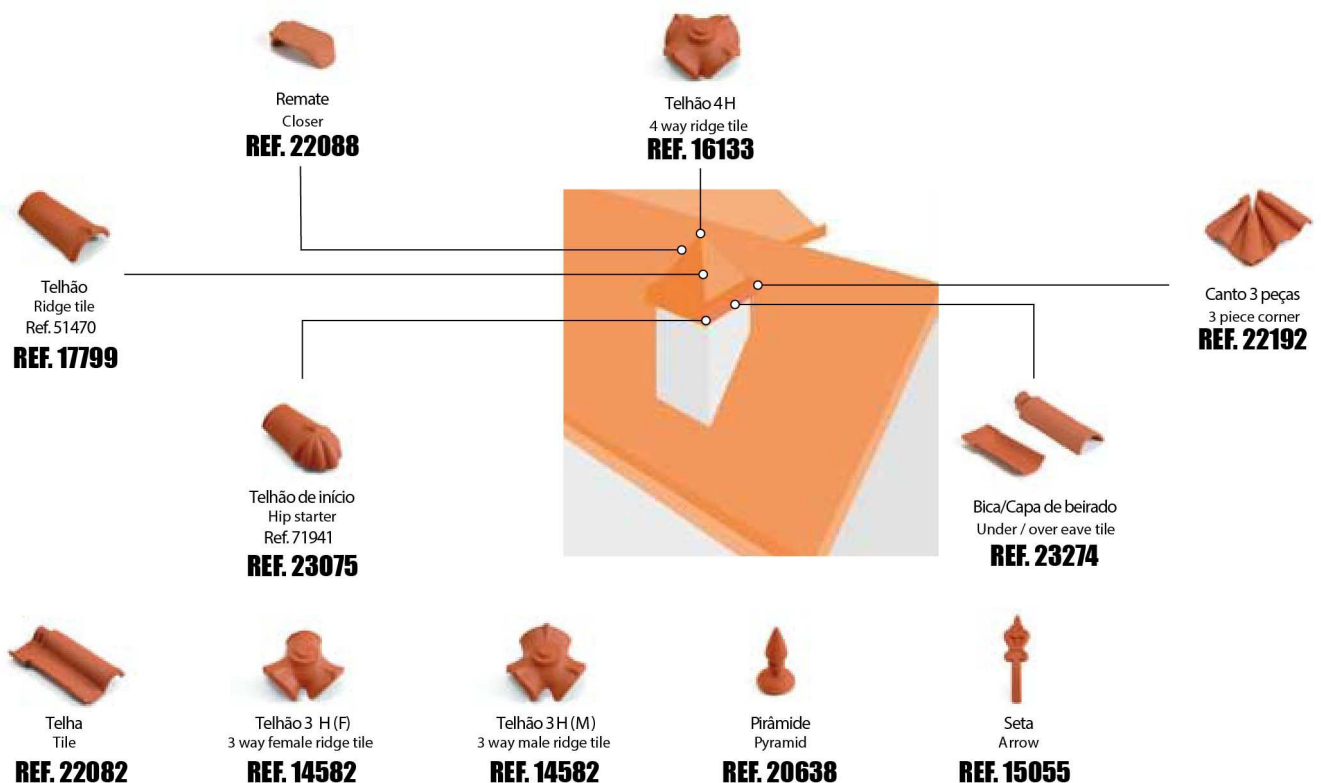 Remate
Closer
REF. 22088
Telhão 4H
4 way ridge tile
REF. 16133
Telhão
Ridge tile
Ref. 51470
REF. 17799
Canto 3 peças
3 piece corner
REF. 22192
Telhão de início
Hip starter
Ref. 71941
REF. 23075
Bica/Capa de beirado
Under / over eave tile
REF. 23274
Telha
Tile
REF. 22082
Telhão 3 H (F)
3 way female ridge tile
REF. 14582
Telhão 3H (M)
3 way male ridge tile
REF. 14582
Pirâmide
Pyramid
REF. 20638
Seta
Arrow
REF. 15055